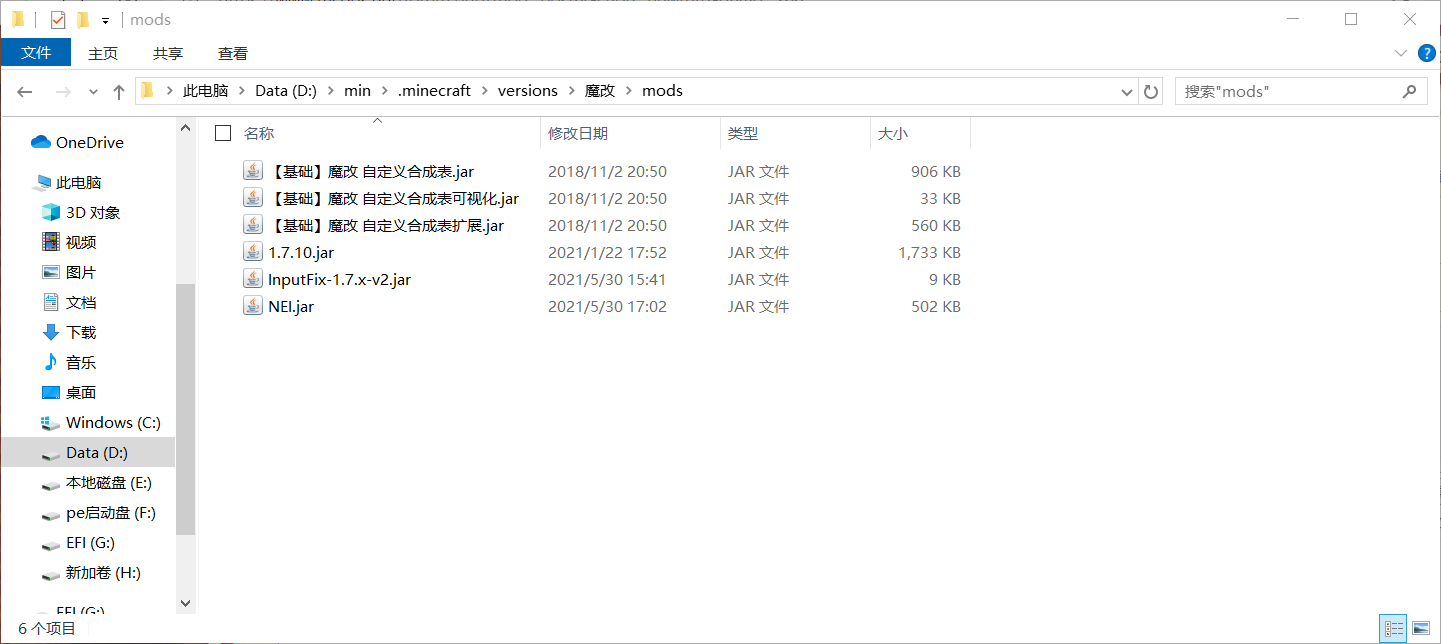 mods
文件 主页 共享 查看
此电脑 Data (D:) min .minecraft versions 魔改 mods 搜索"mods"
名称 修改日期 类型 大小
【基础】魔改 自定义合成表.jar 2018/11/2 20:50 JAR 文件 906 KB
【基础】魔改 自定义合成表可视化.jar 2018/11/2 20:50 JAR 文件 33 KB
【基础】魔改 自定义合成表扩展.jar 2018/11/2 20:50 JAR 文件 560 KB
1.7.10.jar 2021/1/22 17:52 JAR 文件 1,733 KB
InputFix-1.7.x-v2.jar 2021/5/30 15:41 JAR 文件 9 KB
NEI.jar 2021/5/30 17:02 JAR 文件 502 KB
OneDrive
此电脑
3D 对象
视频
图片
文档
下载
音乐
桌面
Windows (C:)
Data (D:)
本地磁盘 (E:)
pe启动盘 (F:)
EFI (G:)
新加卷 (H:)
EFI (G:)
6 个项目